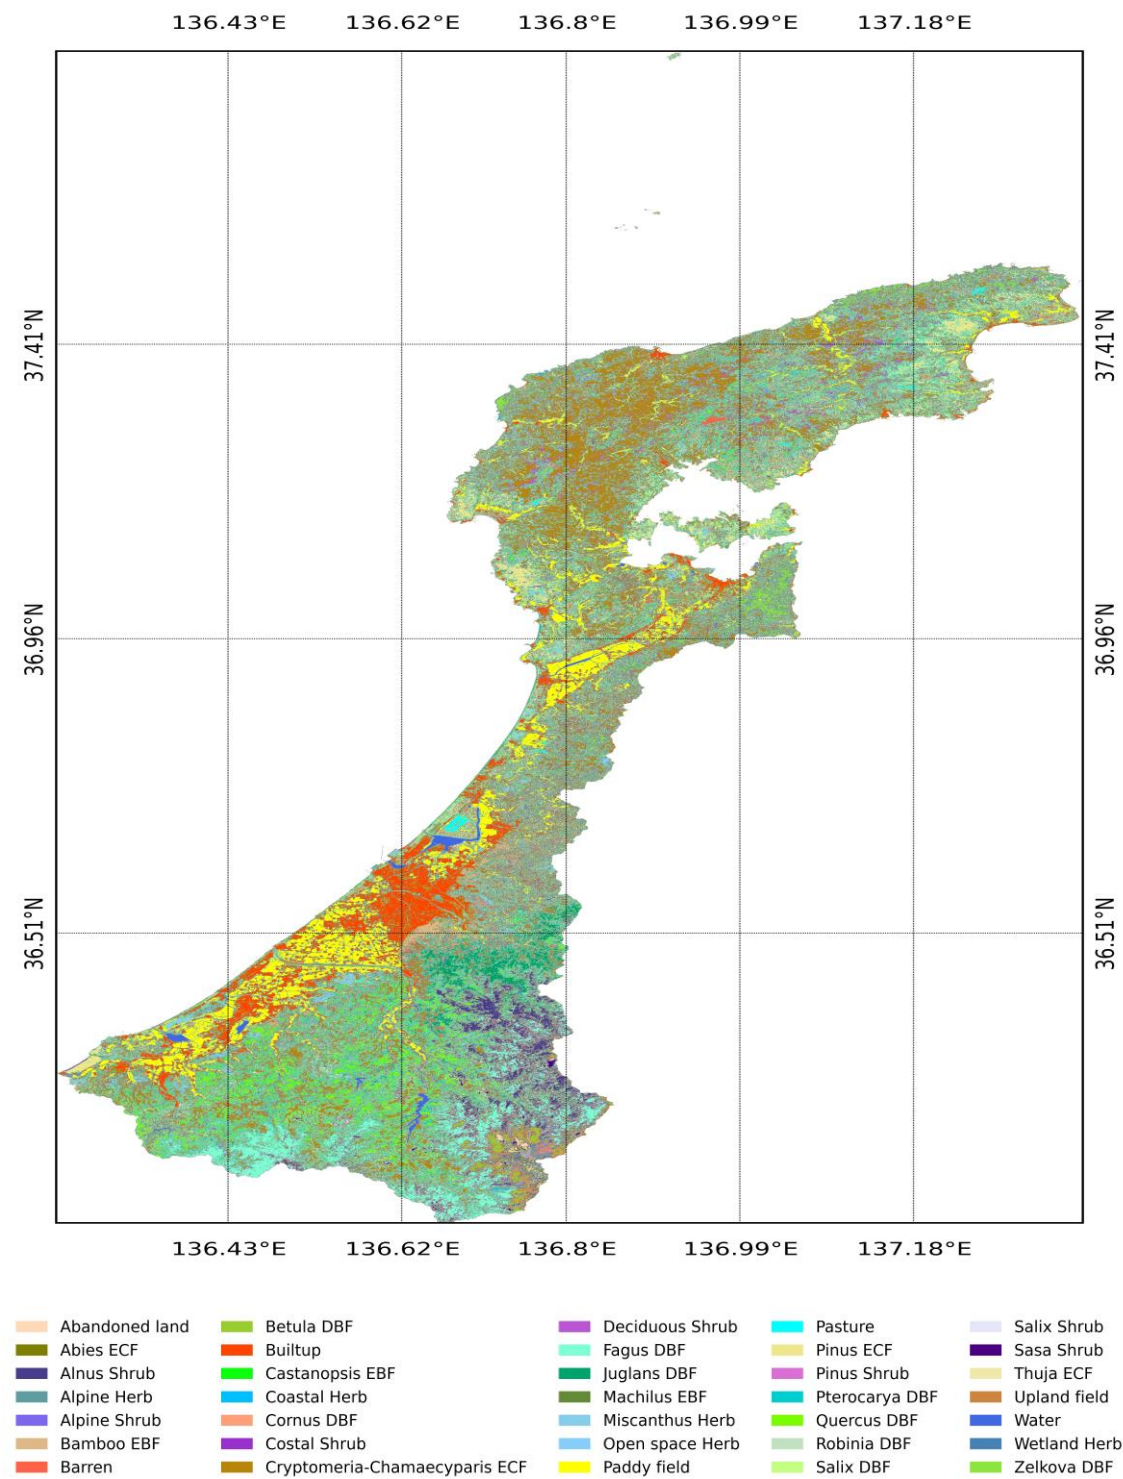 136.43°E 136.62°E 136.8°E 136.99°E 137.18°E
37.41°N 37.41°N
36.96°N 36.96°N
36.51°N 36.51°N
136.43°E 136.62°E 136.8°E 136.99°E 137.18°E
Abandoned land Betula DBF Deciduous Shrub Pasture Salix Shrub
Abies ECF Builtup Fagus DBF Pinus ECF Sasa Shrub
Alnus Shrub Castanopsis EBF Juglans DBF Pinus Shrub Thuja ECF
Alpine Herb Coastal Herb Machilus EBF Pterocarya DBF Upland field
Alpine Shrub Cornus DBF Miscanthus Herb Quercus DBF Water
Bamboo EBF Costal Shrub Open space Herb Robinia DBF Wetland Herb
Barren Cryptomeria-Chamaecyparis ECF Paddy field Salix DBF Zelkova DBF